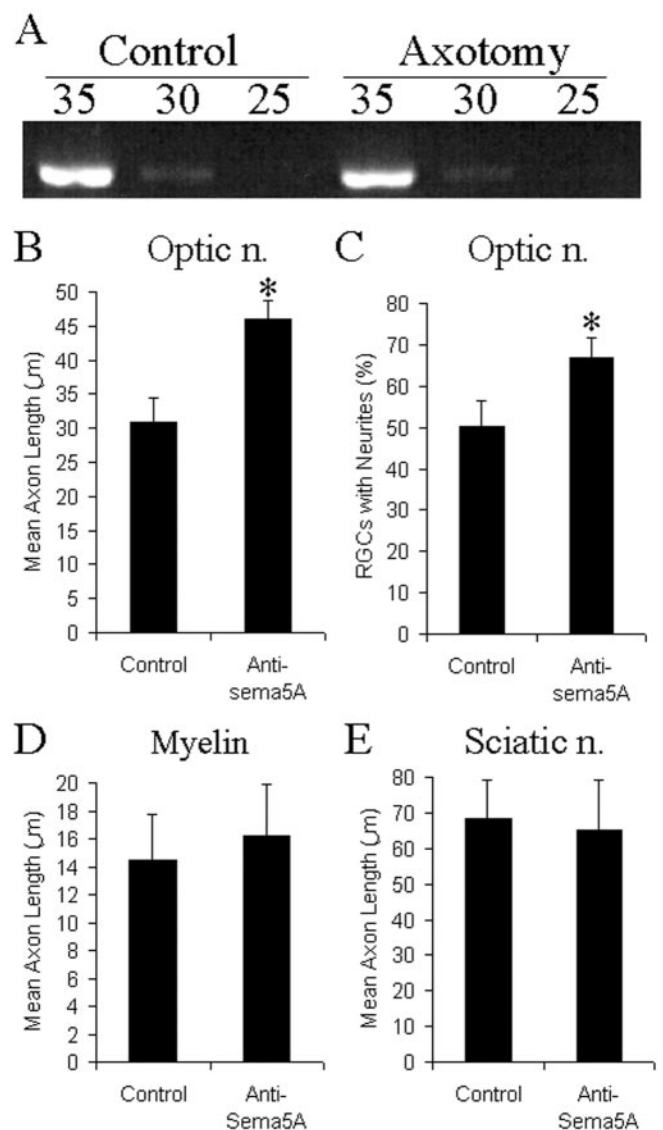 A
Control Axotomy
35 30 25 35 30 25
B Optic n.
Mean Axon Length (μm)
50
45
40
35
30
25
20
15
10
5
0
*
Control Anti-
sema5A
C Optic n.
RGCs with Neurites (%)
80
70
60
50
40
30
20
10
0
*
Control Anti-
sema5A
D Myelin
Mean Axon Length (μm)
20
18
16
14
12
10
8
6
4
2
0
Control Anti-
Sema5A
E Sciatic n.
Mean Axon Length (μm)
80
70
60
50
40
30
20
10
0
Control Anti-
Sema5A